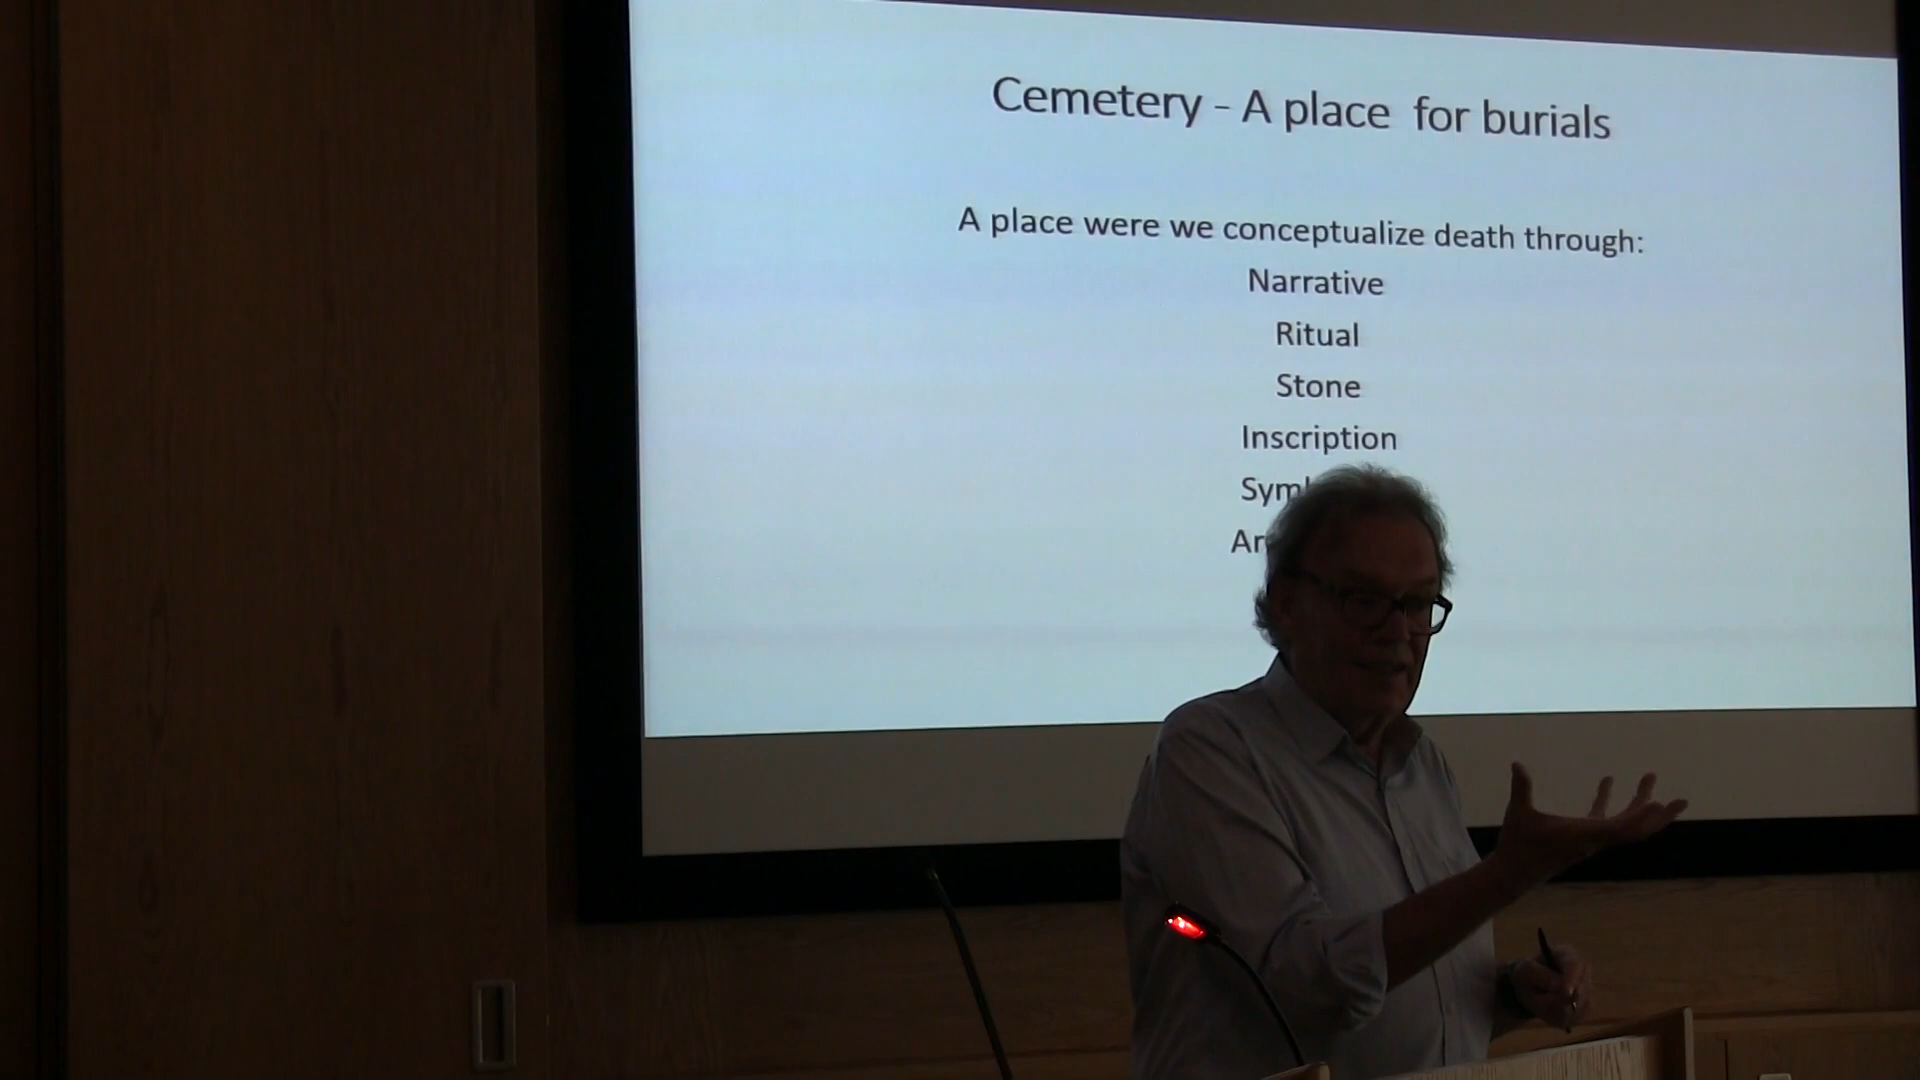 Cemetery - A place for burials
A place were we conceptualize death through:
Narrative
Ritual
Stone
Inscription